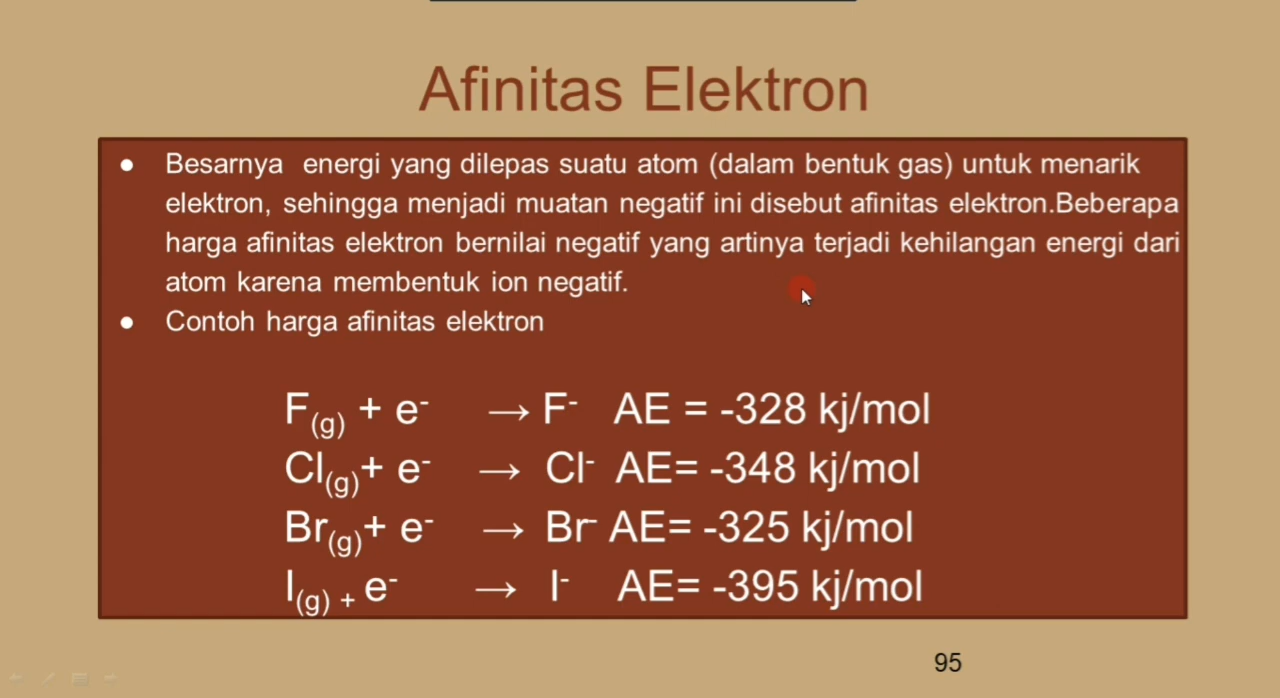 Afinitas Elektron
● Besarnya energi yang dilepas suatu atom (dalam bentuk gas) untuk menarik
elektron, sehingga menjadi muatan negatif ini disebut afinitas elektron.Beberapa
harga afinitas elektron bernilai negatif yang artinya terjadi kehilangan energi dari
atom karena membentuk ion negatif.
● Contoh harga afinitas elektron
F(g) + e⁻ → F⁻ AE = -328 kj/mol
Cl(g)+ e⁻ → Cl⁻ AE= -348 kj/mol
Br(g)+ e⁻ → Br⁻ AE= -325 kj/mol
I(g) + e⁻ → I⁻ AE= -395 kj/mol
95